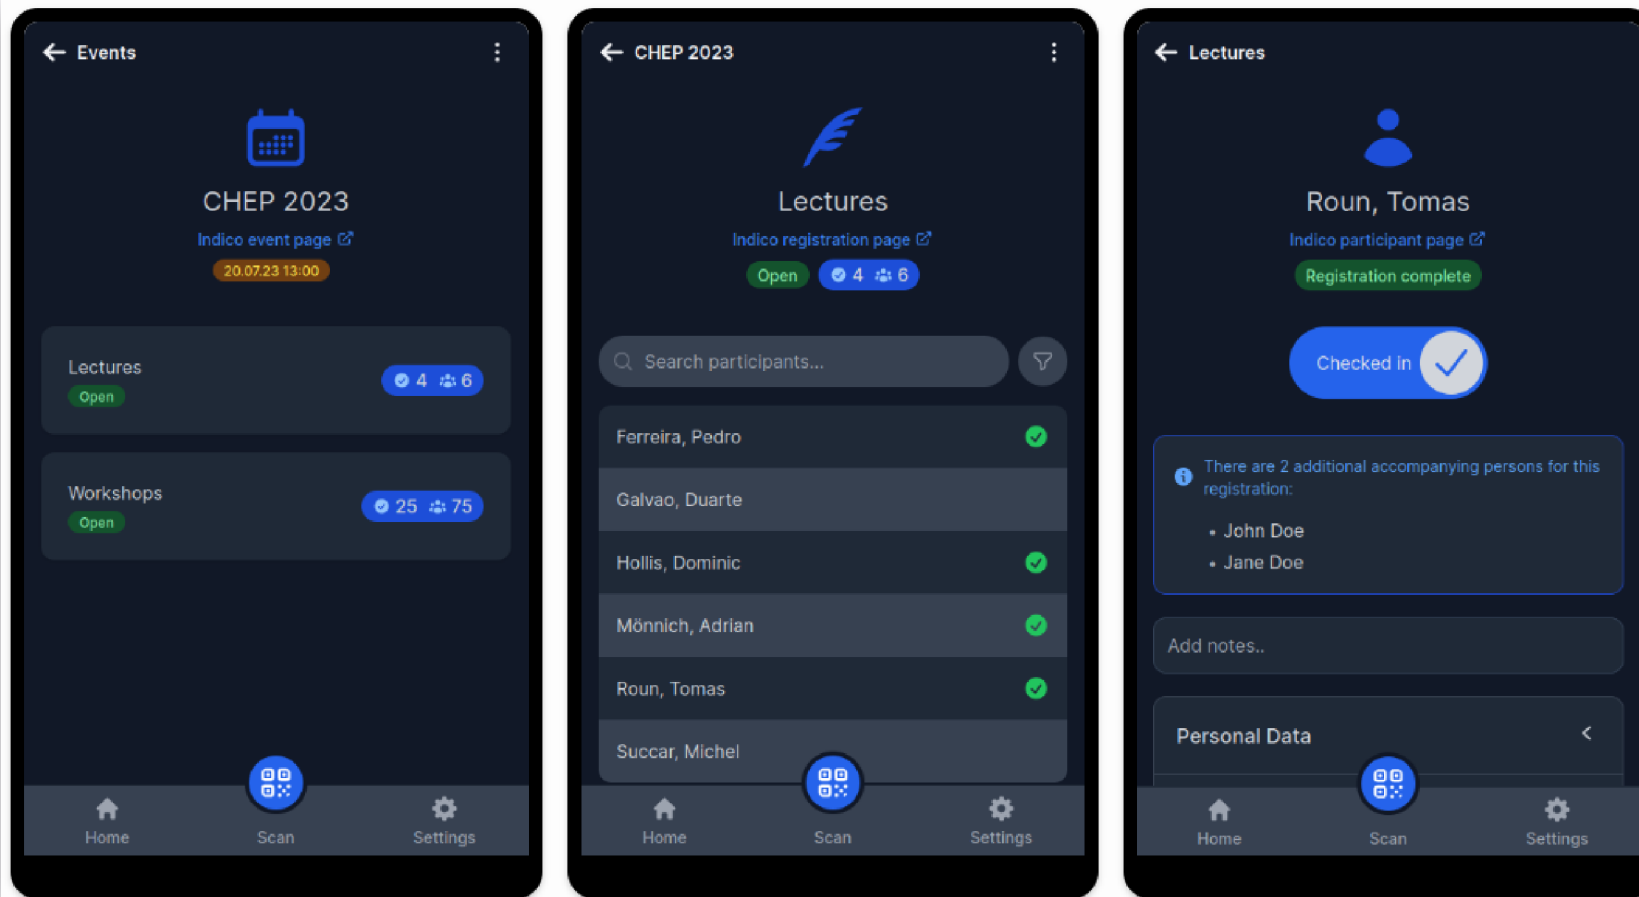 Events
CHEP 2023
Indico event page
20.07.23 13:00
Lectures
Open
4 6
Workshops
Open
25 75
Home
Scan
Settings
CHEP 2023
Lectures
Indico registration page
Open 4 6
Search participants...
Ferreira, Pedro
Galvao, Duarte
Hollis, Dominic
Mönnich, Adrian
Roun, Tomas
Succar, Michel
Home
Scan
Settings
Lectures
Roun, Tomas
Indico participant page
Registration complete
Checked in
There are 2 additional accompanying persons for this
registration:
• John Doe
• Jane Doe
Add notes..
Personal Data
Home
Scan
Settings